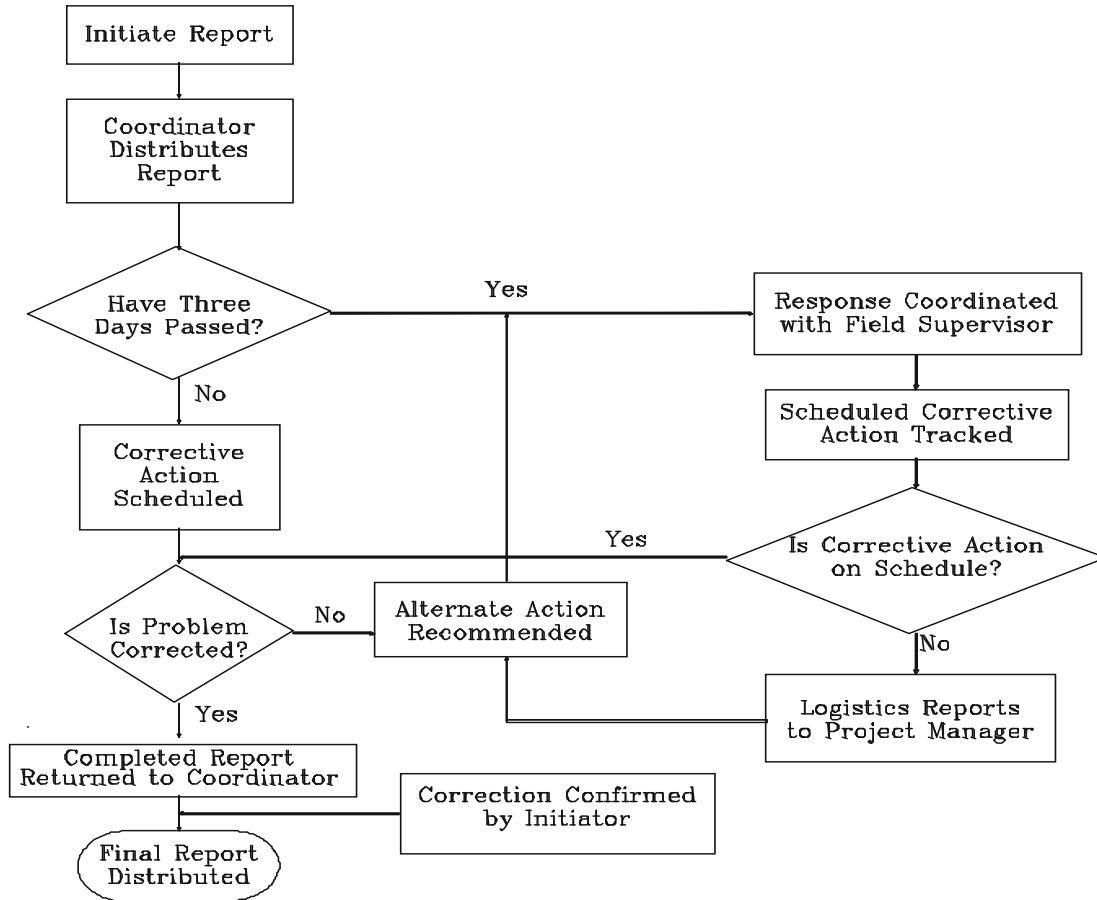 Initiate Report
Coordinator
Distributes
Report
Have Three
Days Passed?
Yes
Response Coordinated
with Field Supervisor
No
Scheduled Corrective
Action Tracked
Corrective
Action
Scheduled
Yes
Is Corrective Action
on Schedule?
Is Problem
Corrected?
No
Alternate Action
Recommended
No
Yes
Logistics Reports
to Project Manager
Completed Report
Returned to Coordinator
Correction Confirmed
by Initiator
Final Report
Distributed